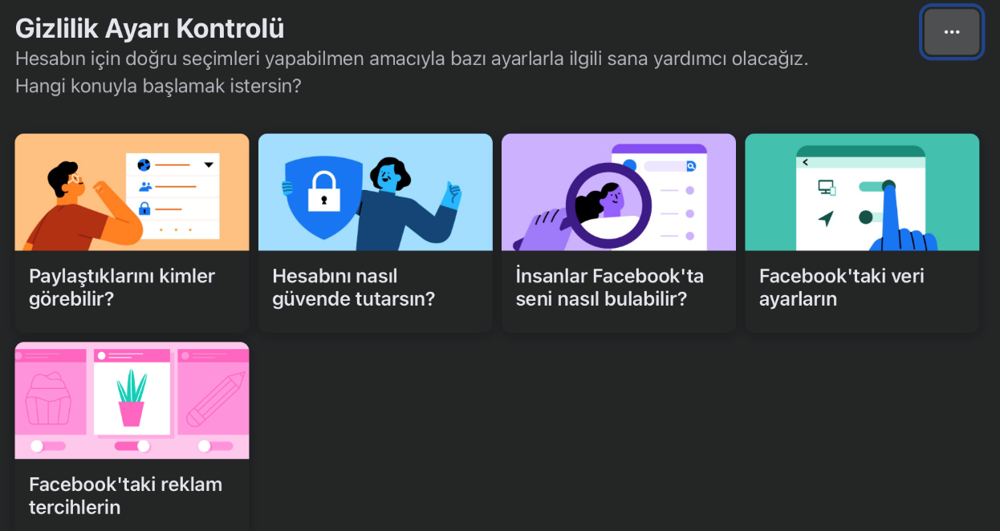 Gizlilik Ayarı Kontrolü
Hesabın için doğru seçimleri yapabilmen amacıyla bazı ayarlarla ilgili sana yardımcı olacağız.
Hangi konuyla başlamak istersin?
Paylaştıklarını kimler
görebilir?
Hesabını nasıl
güvende tutarsın?
İnsanlar Facebook'ta
seni nasıl bulabilir?
Facebook'taki veri
ayarların
Facebook'taki reklam
tercihlerin